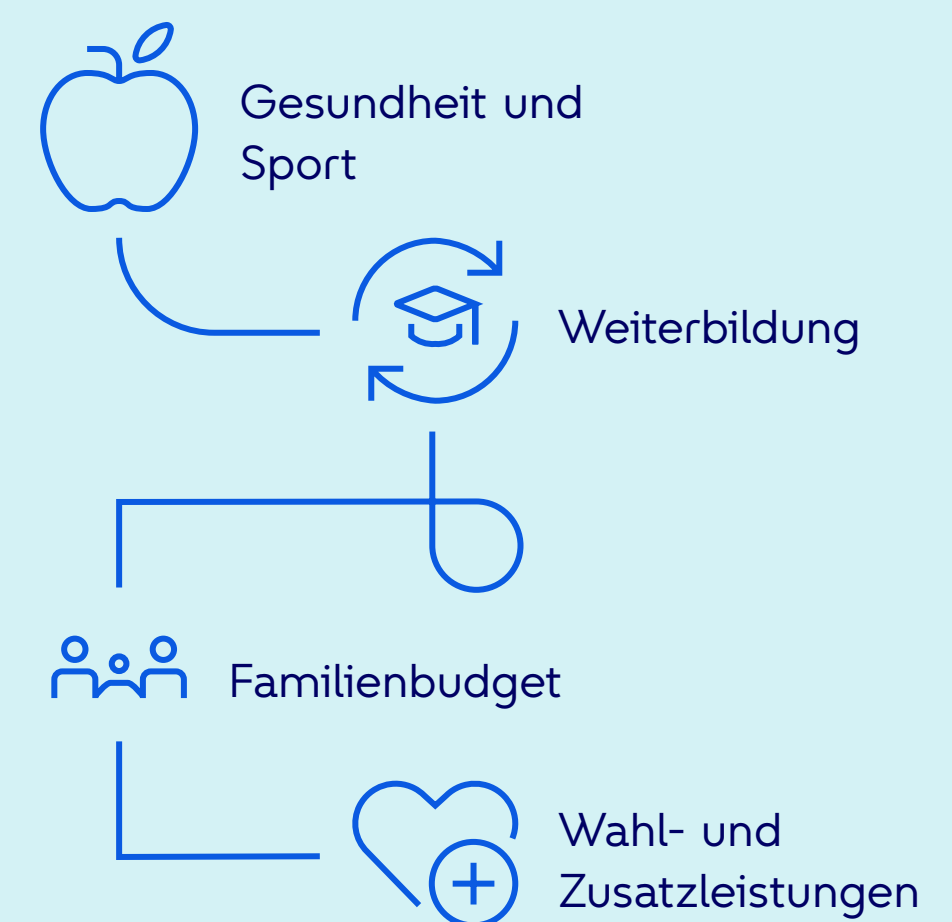 Gesundheit und
Sport
Weiterbildung
Familienbudget
Wahl- und
Zusatzleistungen